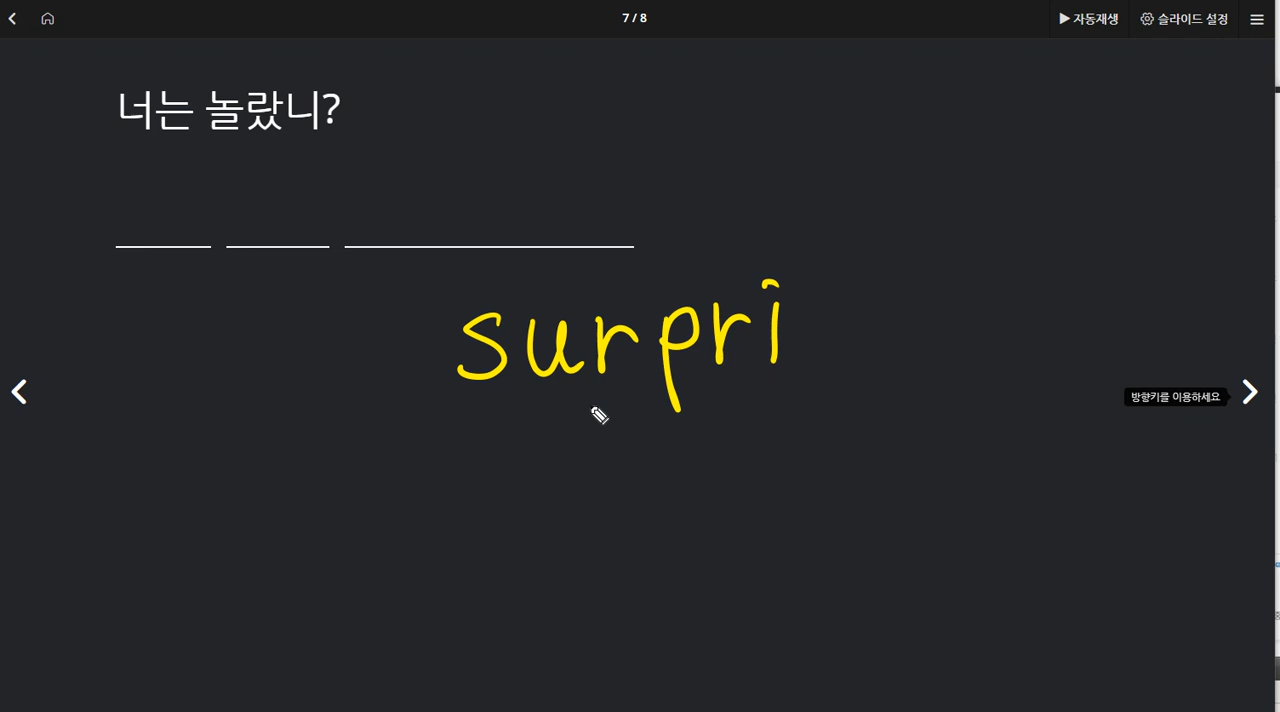 7 / 8
▶ 자동재생
슬라이드 설정
너는 놀랐니?
surpri
방향키를 이용하세요